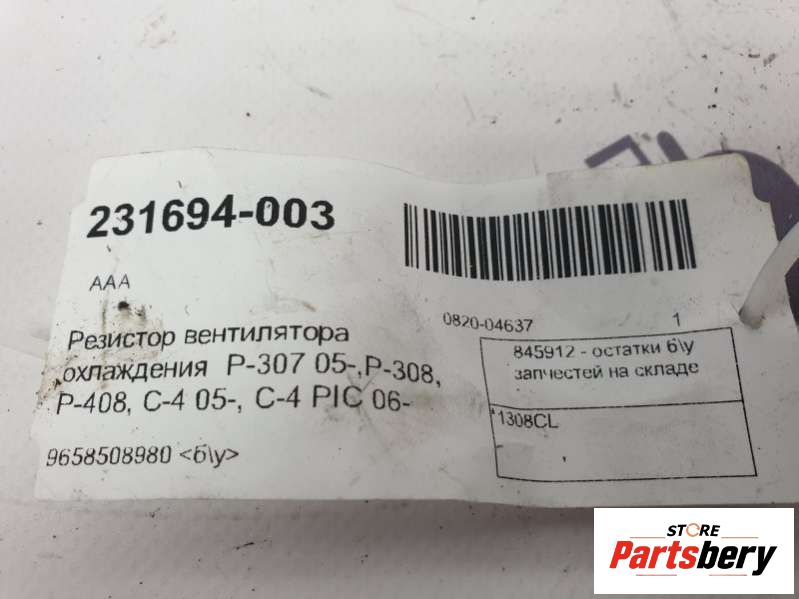 231694-003
AAA
Резистор вентилятора
охлаждения P-307 05-,P-308,
P-408, C-4 05-, C-4 PIC 06-
9658508980 <б\у>
0820-04637 1
845912 - остатки б\у
запчестей на складе
*1308CL
STORE
Partsbery